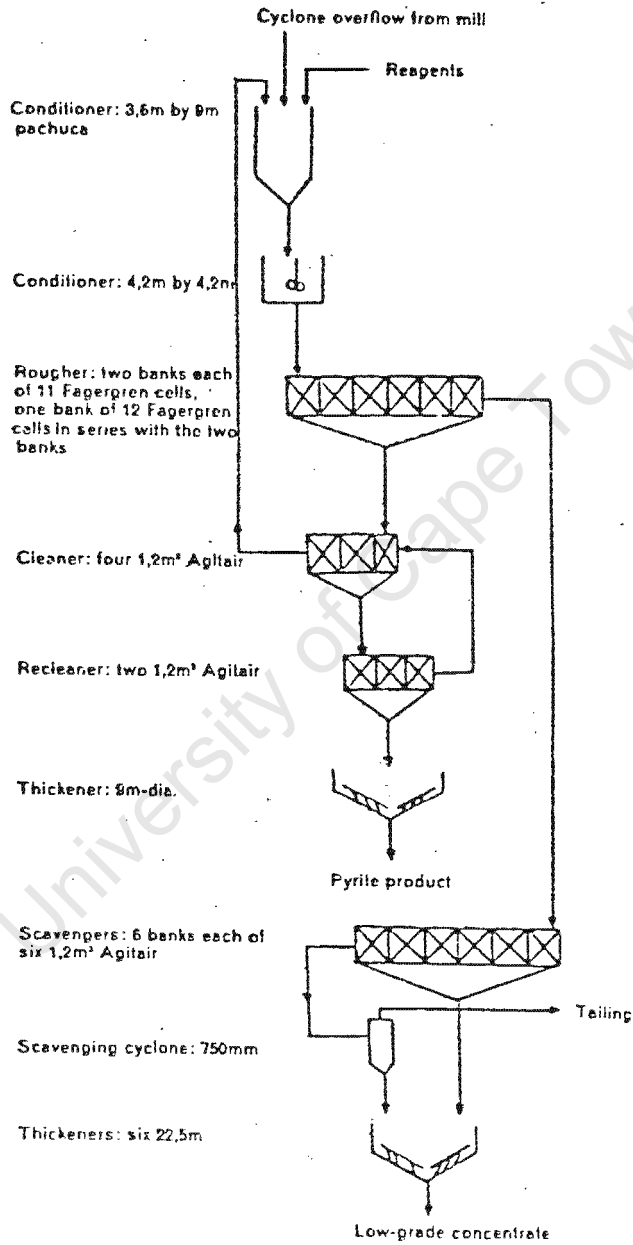 Cyclone overflow from mill
Reagents
Conditioner: 3,6m by 9m
pachuca
Conditioner: 4,2m by 4,2m
Rougher: two banks each
of 11 Fagergren cells,
one bank of 12 Fagergren
cells in series with the two
banks
Cleaner: four 1,2m³ Agitair
Recleaner: two 1,2m³ Agitair
Thickener: 9m-dia.
Pyrite product
Scavengers: 6 banks each of
six 1,2m³ Agitair
Tailing
Scavenging cyclone: 750mm
Thickeners: six 22,5m
Low-grade concentrate
University of Cape Tow